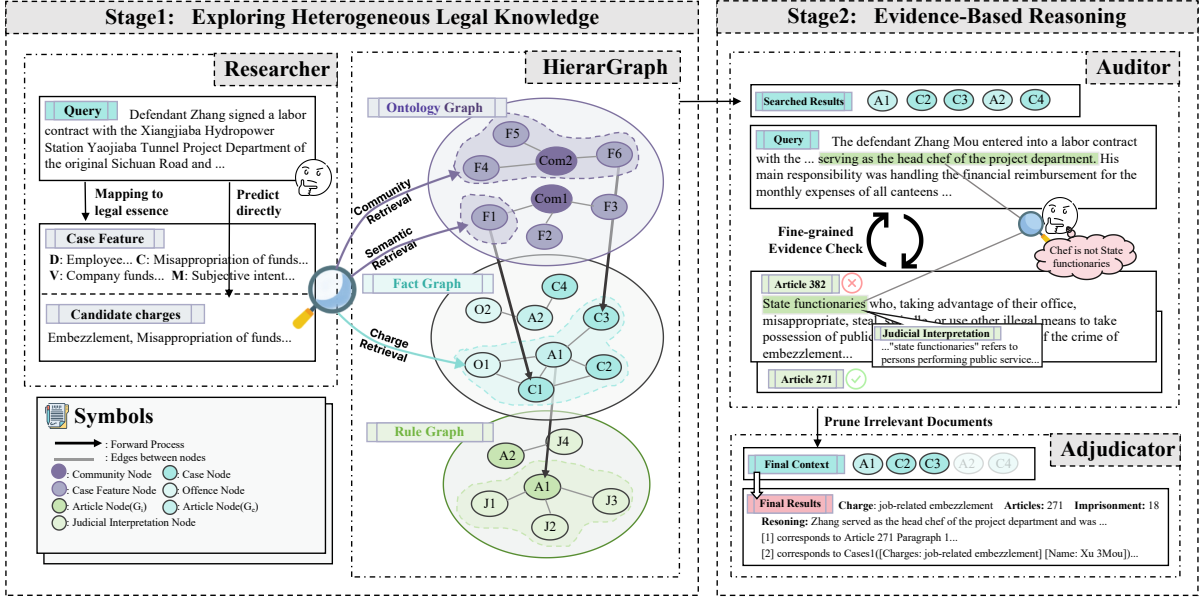 Stage1: Exploring Heterogeneous Legal Knowledge
Researcher
Query
Defendant Zhang signed a labor
contract with the Xiangjiaba Hydropower
Station Yaojiaba Tunnel Project Department of
the original Sichuan Road and ...
Mapping to
legal essence
Predict
directly
Case Feature
D: Employee... C: Misappropriation of funds...
V: Company funds... M: Subjective intent...
Candidate charges
Embezzlement, Misappropriation of funds...
Symbols
: Forward Process
: Edges between nodes
: Community Node
: Case Node
: Case Feature Node
: Offence Node
: Article Node(Gl)
: Article Node(Gc)
: Judicial Interpretation Node
HierarGraph
Ontology Graph
F5
Com2
F6
F4
Com1
F1
F3
F2
Community
Retrieval
Semantic
Retrieval
Charge
Retrieval
Fact Graph
C4
O2
A2
C3
A1
O1
C2
C1
Rule Graph
J4
A2
A1
J1
J3
J2
Stage2: Evidence-Based Reasoning
Auditor
Searched Results
A1
C2
C3
A2
C4
Query
The defendant Zhang Mou entered into a labor contract
with the ... serving as the head chef of the project department. His
main responsibility was handling the financial reimbursement for the
monthly expenses of all canteens ...
Fine-grained
Evidence Check
Chef is not State
functionaries
Article 382
State functionaries who, taking advantage of their office,
misappropriate, steal, or use other illegal means to take
possession of public of the crime of
embezzlement...
Judicial Interpretation
..."state functionaries" refers to
persons performing public service...
Article 271
Prune Irrelevant Documents
Adjudicator
Final Context
A1
C2
C3
A2
C4
Final Results
Charge: job-related embezzlement Articles: 271 Imprisonment: 18
Resoning: Zhang served as the head chef of the project department and was ...
[1] corresponds to Article 271 Paragraph 1...
[2] corresponds to Cases1([Charges: job-related embezzlement] [Name: Xu 3Mou])...